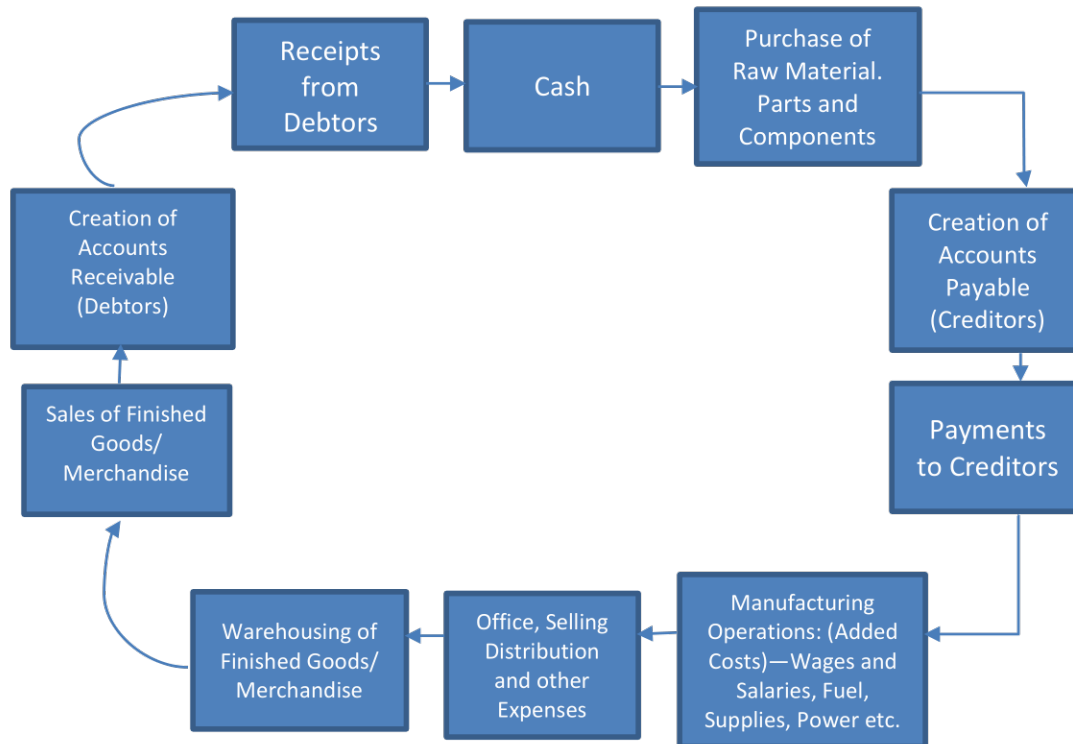 Receipts
from
Debtors
Cash
Purchase of
Raw Material.
Parts and
Components
Creation of
Accounts
Payable
(Creditors)
Payments
to Creditors
Manufacturing
Operations: (Added
Costs)—Wages and
Salaries, Fuel,
Supplies, Power etc.
Office, Selling
Distribution
and other
Expenses
Warehousing of
Finished Goods/
Merchandise
Sales of Finished
Goods/
Merchandise
Creation of
Accounts
Receivable
(Debtors)